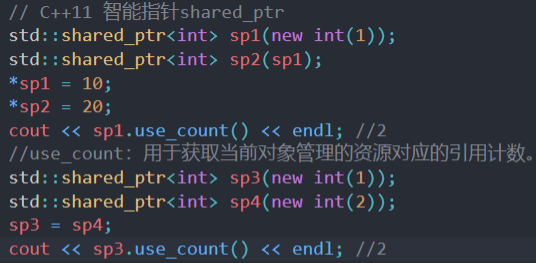 // C++11 智能指针shared_ptr
std::shared_ptr<int> sp1(new int(1));
std::shared_ptr<int> sp2(sp1);
*sp1 = 10;
*sp2 = 20;
cout << sp1.use_count() << endl; //2
//use_count：用于获取当前对象管理的资源对应的引用计数。
std::shared_ptr<int> sp3(new int(1));
std::shared_ptr<int> sp4(new int(2));
sp3 = sp4;
cout << sp3.use_count() << endl; //2